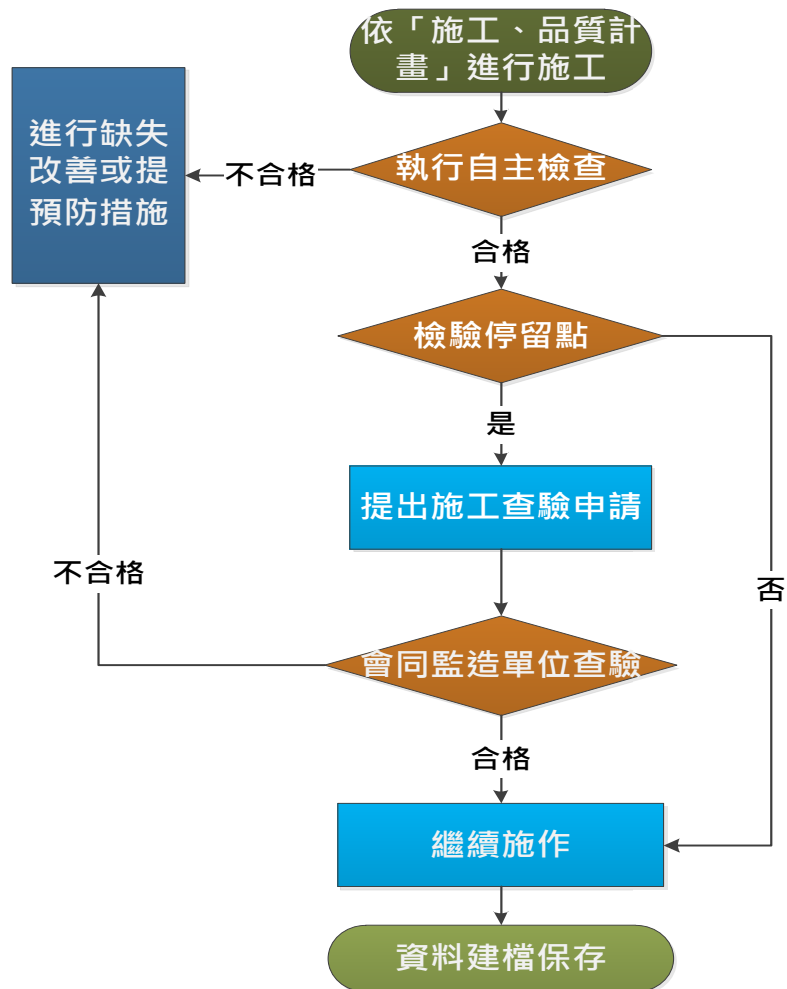 依「施工、品質計
畫」進行施工
進行缺失
改善或提
預防措施
不合格
執行自主檢查
合格
檢驗停留點
是
提出施工查驗申請
不合格
否
會同監造單位查驗
合格
繼續施作
資料建檔保存